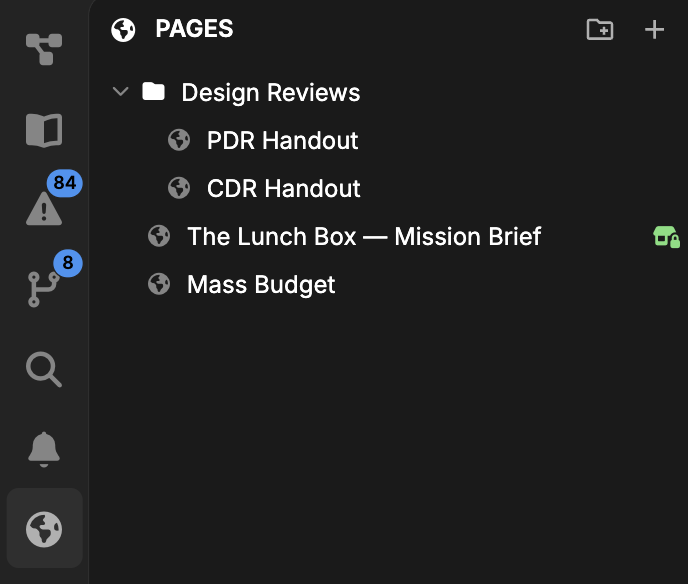 PAGES
Design Reviews
PDR Handout
CDR Handout
84
The Lunch Box — Mission Brief
8
Mass Budget